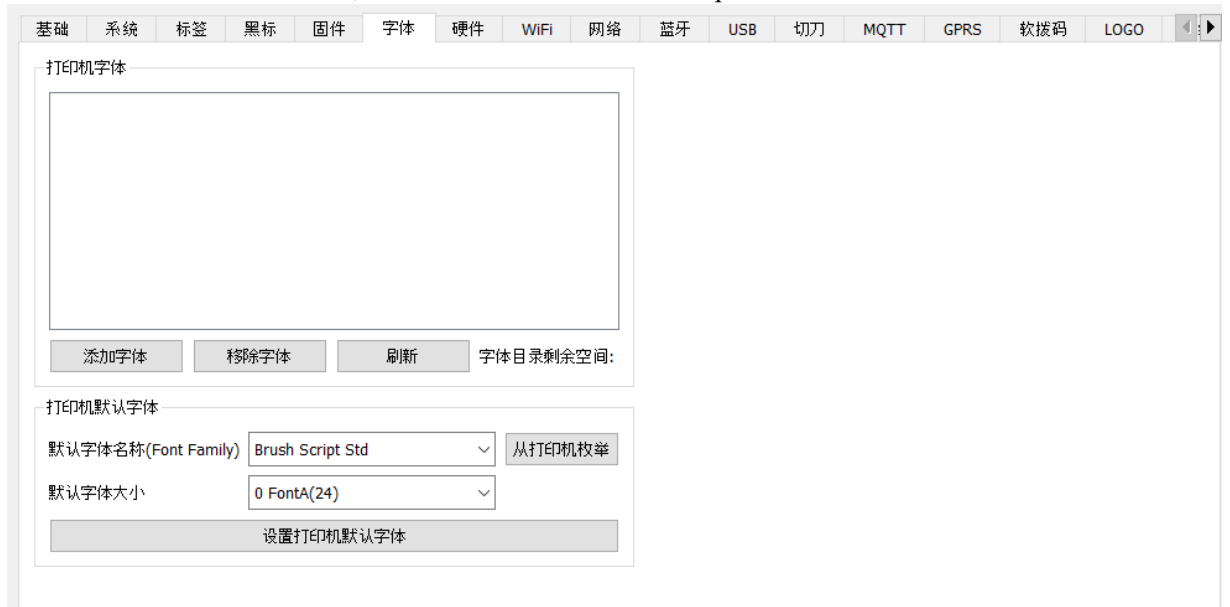 基础 系统 标签 黑标 固件 字体 硬件 WiFi 网络 蓝牙 USB 切刀 MQTT GPRS 软拨码 LOGO
打印机字体
添加字体 移除字体 刷新 字体目录剩余空间:
打印机默认字体
默认字体名称(Font Family) Brush Script Std 从打印机枚举
默认字体大小 0 FontA(24)
设置打印机默认字体